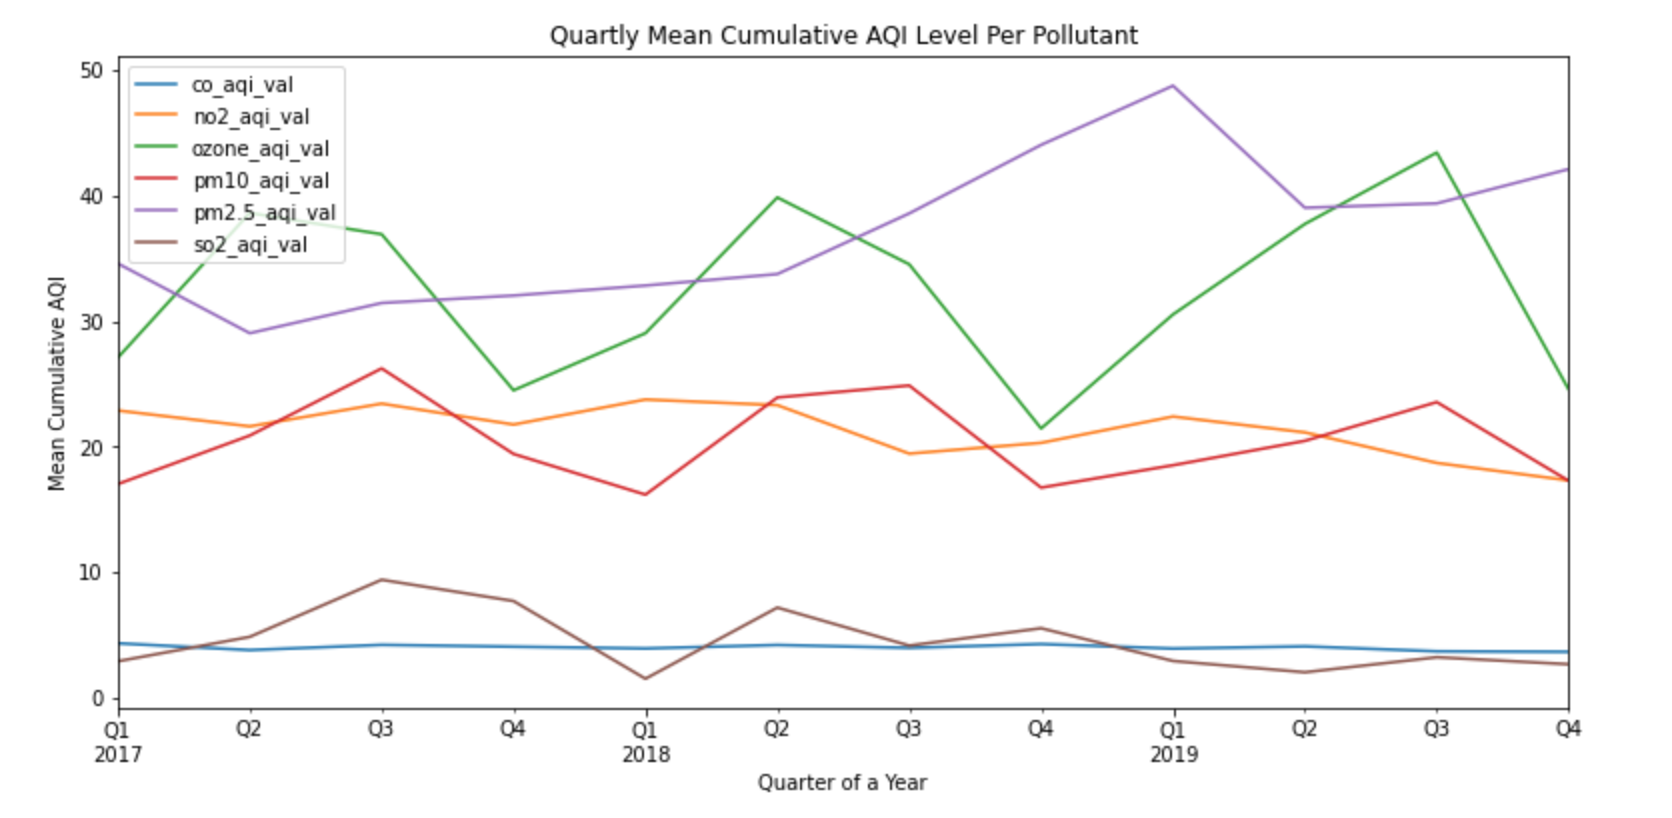 Quartly Mean Cumulative AQI Level Per Pollutant
50
40
30
20
10
0
Mean Cumulative AQI
co_aqi_val
no2_aqi_val
ozone_aqi_val
pm10_aqi_val
pm2.5_aqi_val
so2_aqi_val
Q1 Q2 Q3 Q4 Q1 Q2 Q3 Q4 Q1 Q2 Q3 Q4
2017 2018 2019
Quarter of a Year